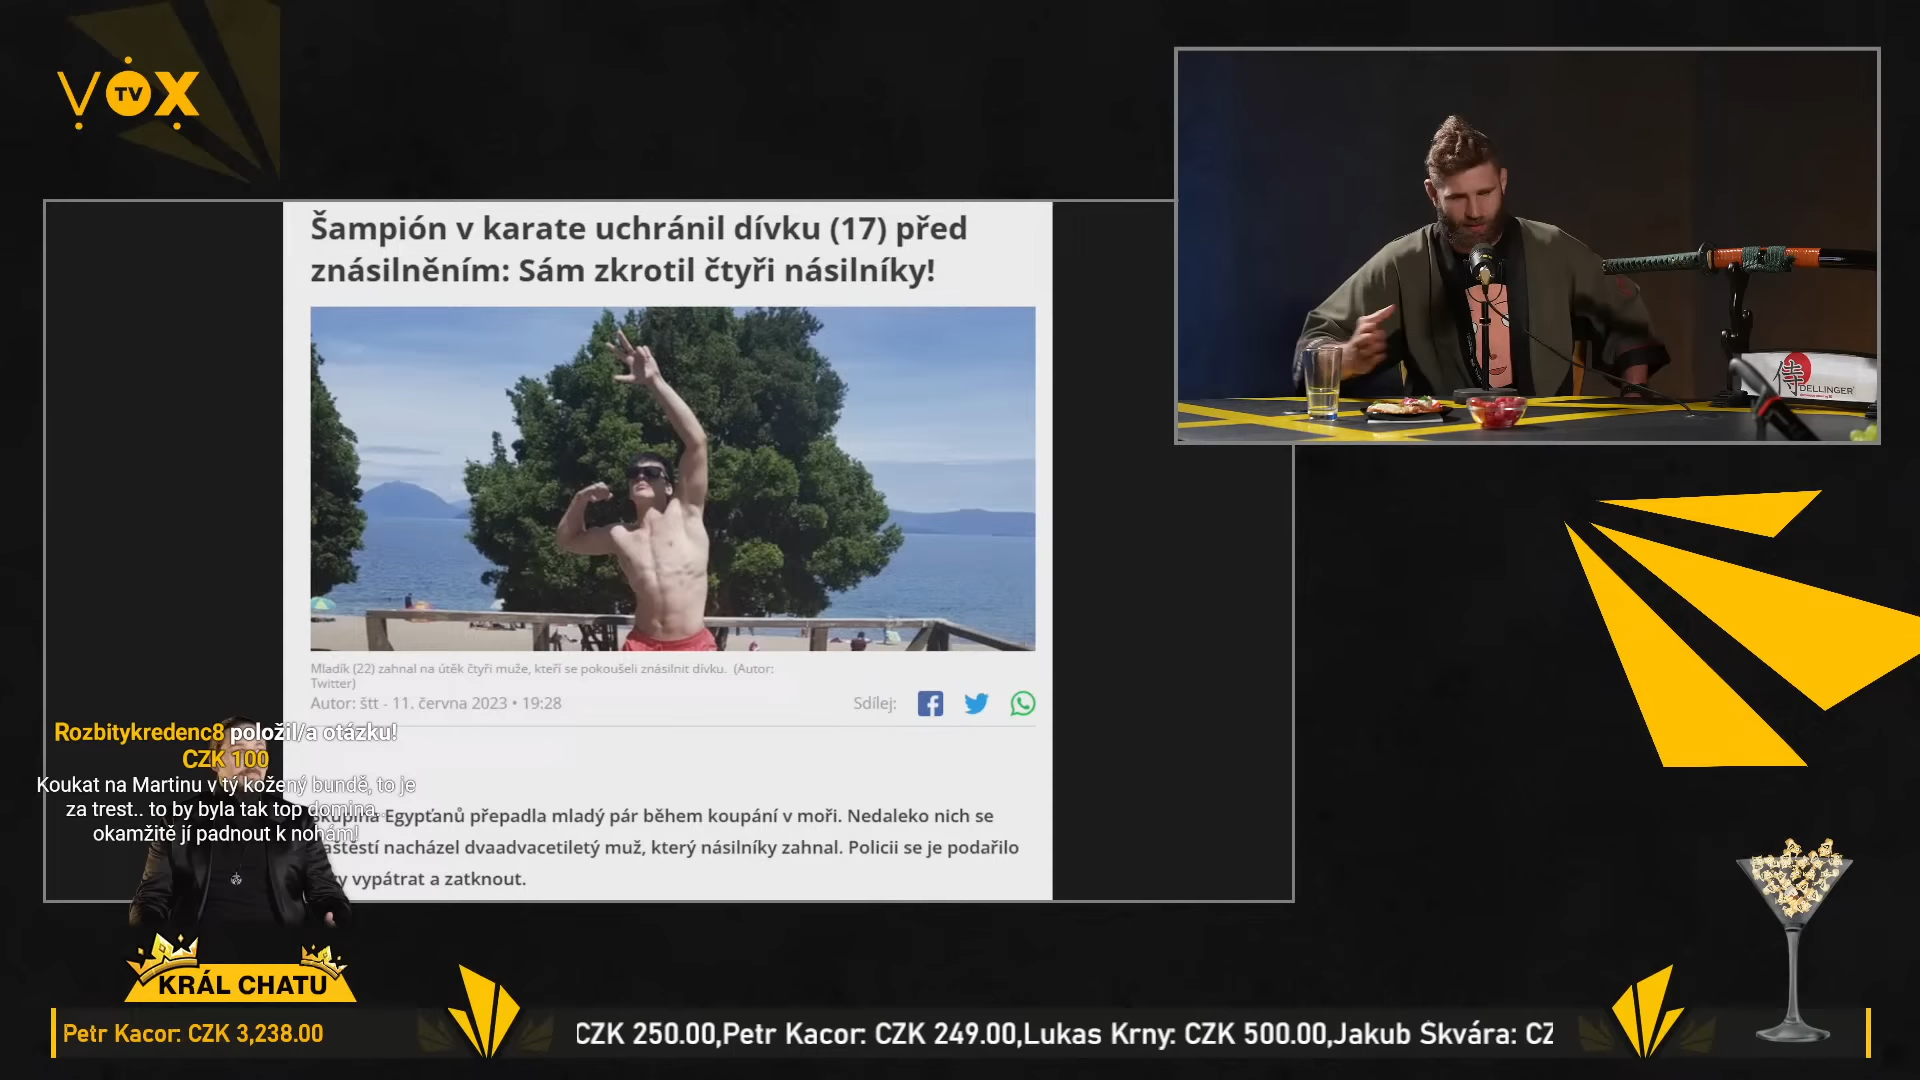 VOX
TV
Šampión v karate uchránil dívku (17) před
znásilněním: Sám zkrotil čtyři násilníky!
Mladík (22) zahnal na útěk čtyři muže, kteří se pokoušeli znásilnit dívku. (Autor:
Twitter)
Autor: štt - 11. června 2023 • 19:28
Sdílej:
Rozbitykredenc8 položil/a otázku!
CZK 100
Koukat na Martinu v tý kožený bundě, to je
za trest.. to by byla tak top domina..
okamžitě jí padnout k nohám!
Skupina Egypťanů přepadla mladý pár během koupání v moři. Nedaleko nich se
naštěstí nacházel dvaadvacetiletý muž, který násilníky zahnal. Policii se je podařilo
vypátrat a zatknout.
DELLINGER
KRÁL CHATU
Petr Kacor: CZK 3,238.00
CZK 250.00,Petr Kacor: CZK 249.00,Lukas Krny: CZK 500.00,Jakub Skvára: CZ